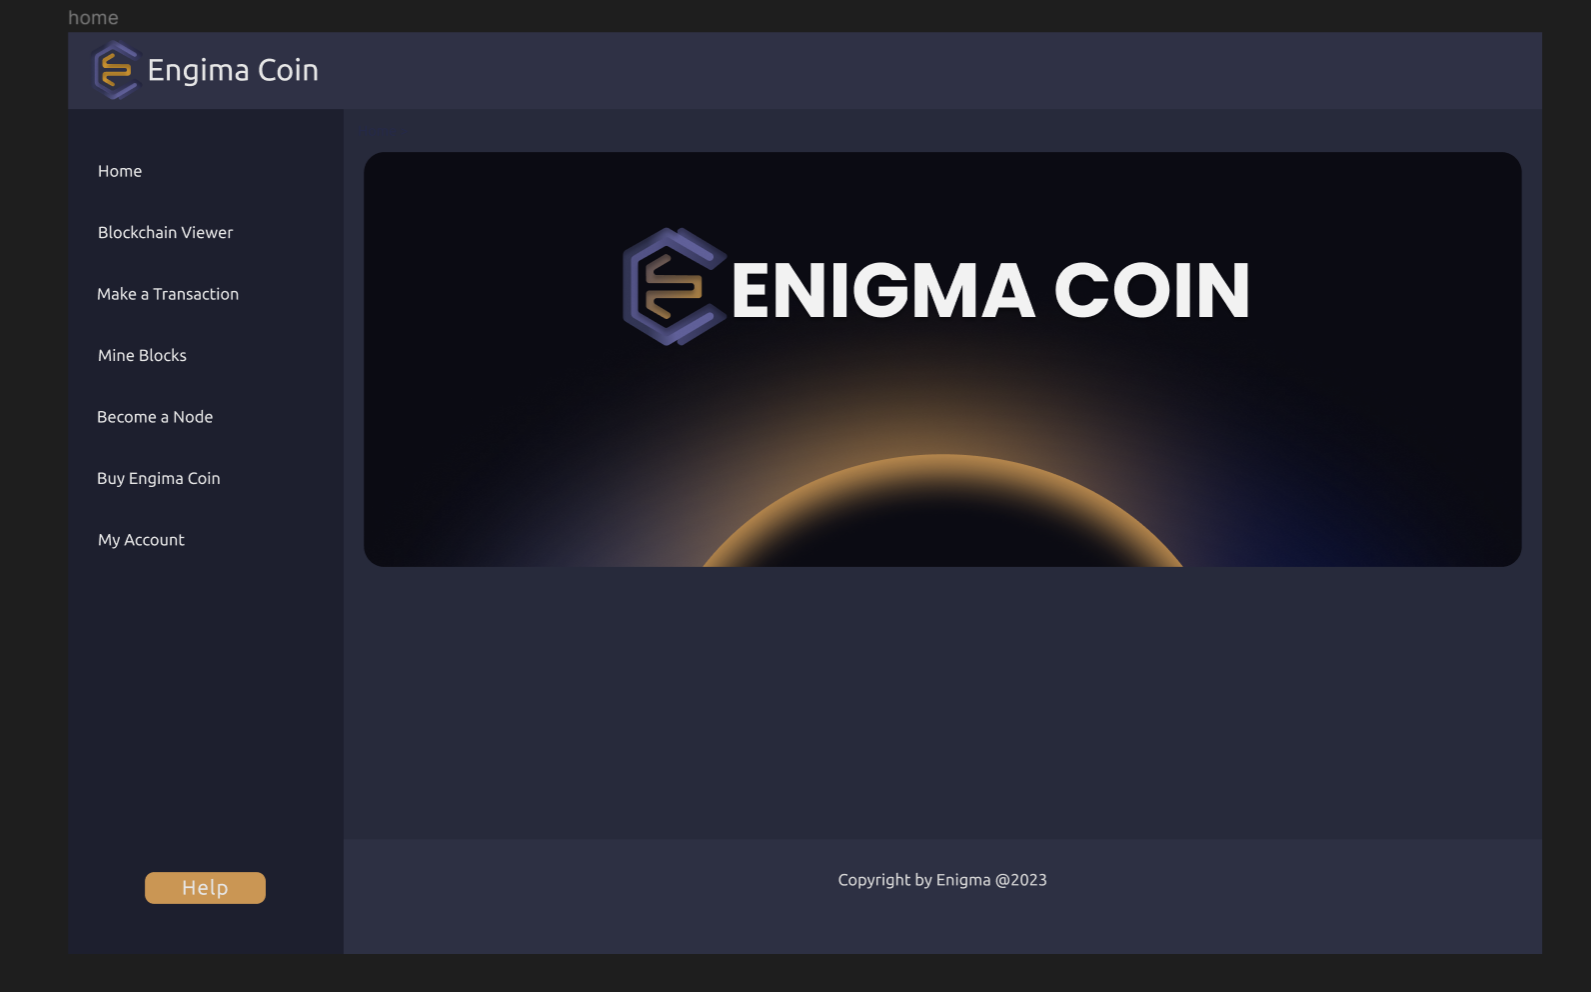 home
Engima Coin
Home
Blockchain Viewer
Make a Transaction
Mine Blocks
Become a Node
Buy Engima Coin
My Account
Help
ENIGMA COIN
Copyright by Enigma @2023